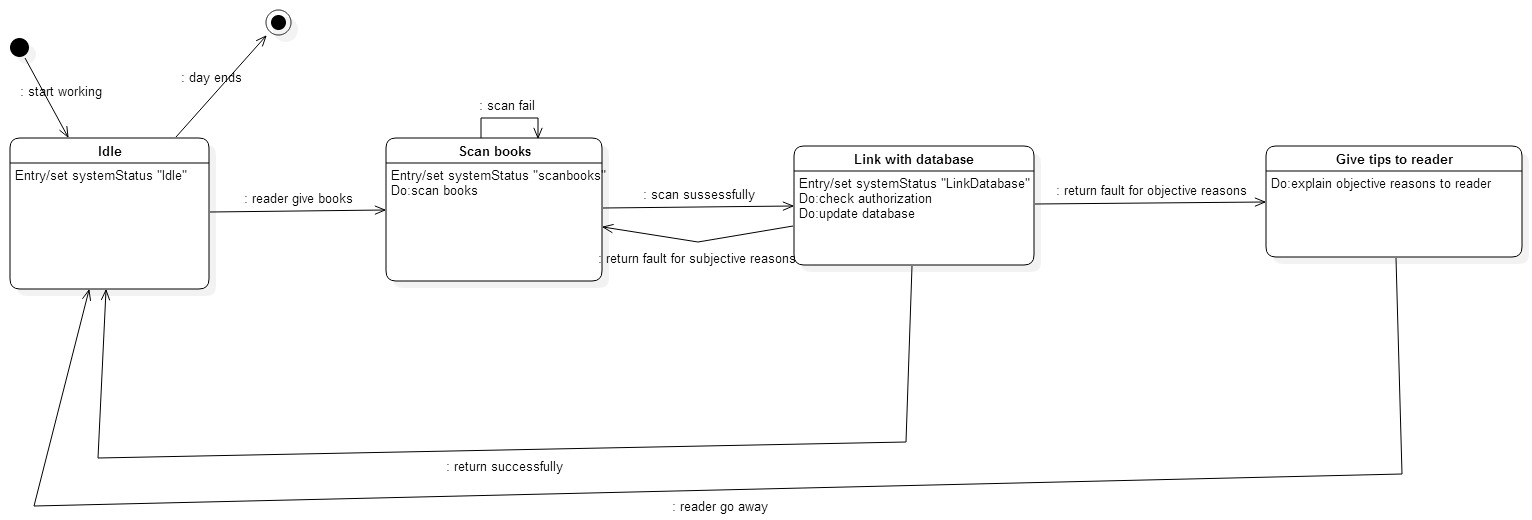 : day ends
: start working
: scan fail
Idle
Entry/set systemStatus "Idle"
: reader give books
Scan books
Entry/set systemStatus "scanbooks"
Do:scan books
: scan sussessfully
: return fault for subjective reasons
Link with database
Entry/set systemStatus "LinkDatabase"
Do:check authorization
Do:update database
: return fault for objective reasons
Give tips to reader
Do:explain objective reasons to reader
: return successfully
: reader go away